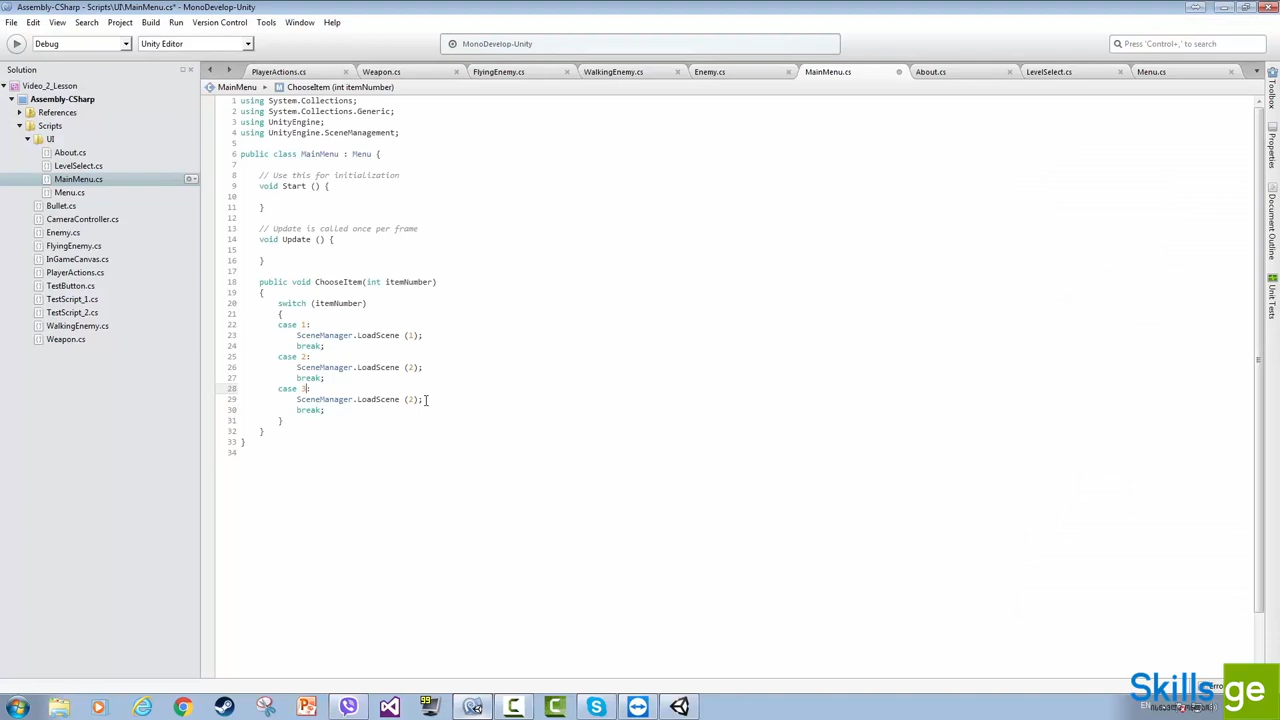 Assembly-CSharp - Scripts\UI\MainMenu.cs* - MonoDevelop-Unity
File Edit View Search Project Build Run Version Control Tools Window Help
Debug Unity Editor MonoDevelop-Unity Press 'Control+,' to search
Solution
PlayerActions.cs Weapon.cs FlyingEnemy.cs WalkingEnemy.cs Enemy.cs MainMenu.cs About.cs LevelSelect.cs Menu.cs
MainMenu ChooseItem (int itemNumber)
Video_2_Lesson
Assembly-CSharp
References
Scripts
UI
About.cs
LevelSelect.cs
MainMenu.cs
Menu.cs
Bullet.cs
CameraController.cs
Enemy.cs
FlyingEnemy.cs
InGameCanvas.cs
PlayerActions.cs
TestButton.cs
TestScript_1.cs
TestScript_2.cs
WalkingEnemy.cs
Weapon.cs
1 using System.Collections;
2 using System.Collections.Generic;
3 using UnityEngine;
4 using UnityEngine.SceneManagement;
5
6 public class MainMenu : Menu {
7
8 // Use this for initialization
9 void Start () {
10
11 }
12
13 // Update is called once per frame
14 void Update () {
15
16 }
17
18 public void ChooseItem(int itemNumber)
19 {
20 switch (itemNumber)
21 {
22 case 1:
23 SceneManager.LoadScene (1);
24 break;
25 case 2:
26 SceneManager.LoadScene (2);
27 break;
28 case 3:
29 SceneManager.LoadScene (2);
30 break;
31 }
32 }
33 }
34
Toolbox
Properties
Document Outline
Unit Tests
99
Skills ge